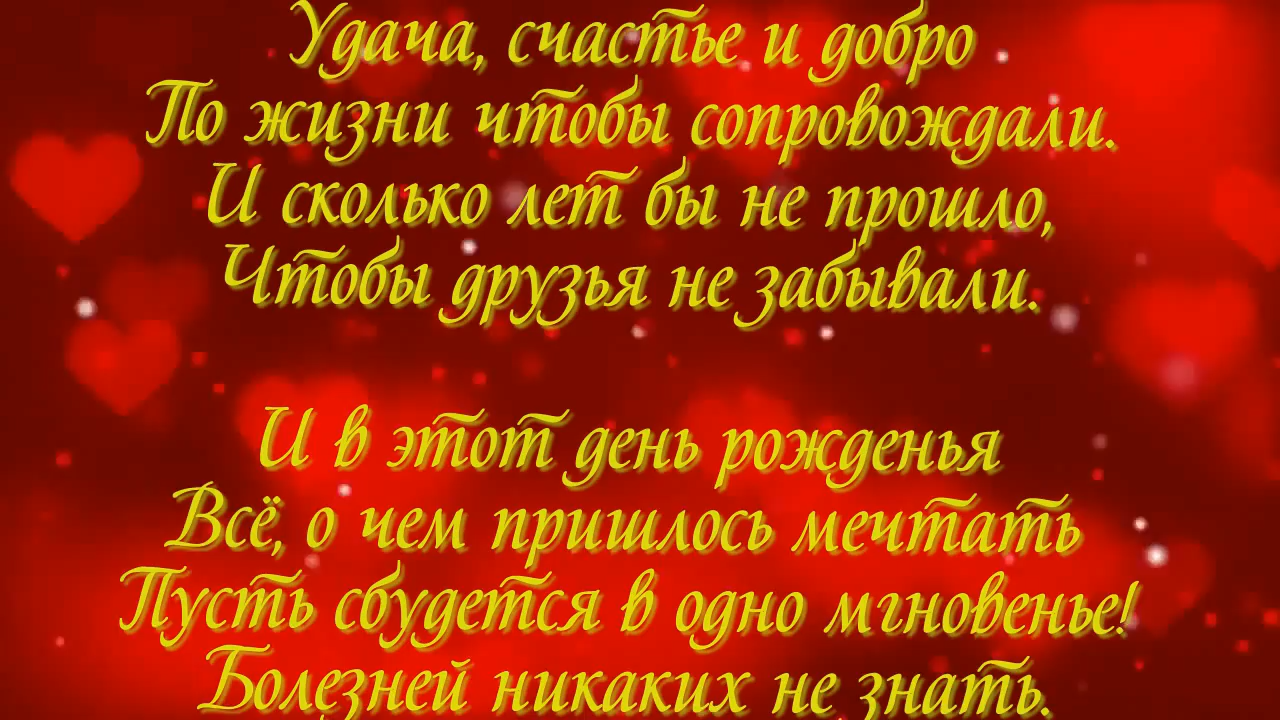 Удача, счастье и добро
По жизни чтобы сопровождали.
И сколько лет бы не прошло,
Чтобы друзья не забывали.
И в этот день рожденья
Всё, о чем пришлось мечтать
Пусть сбудется в одно мгновенье!
Болезней никаких не знать.